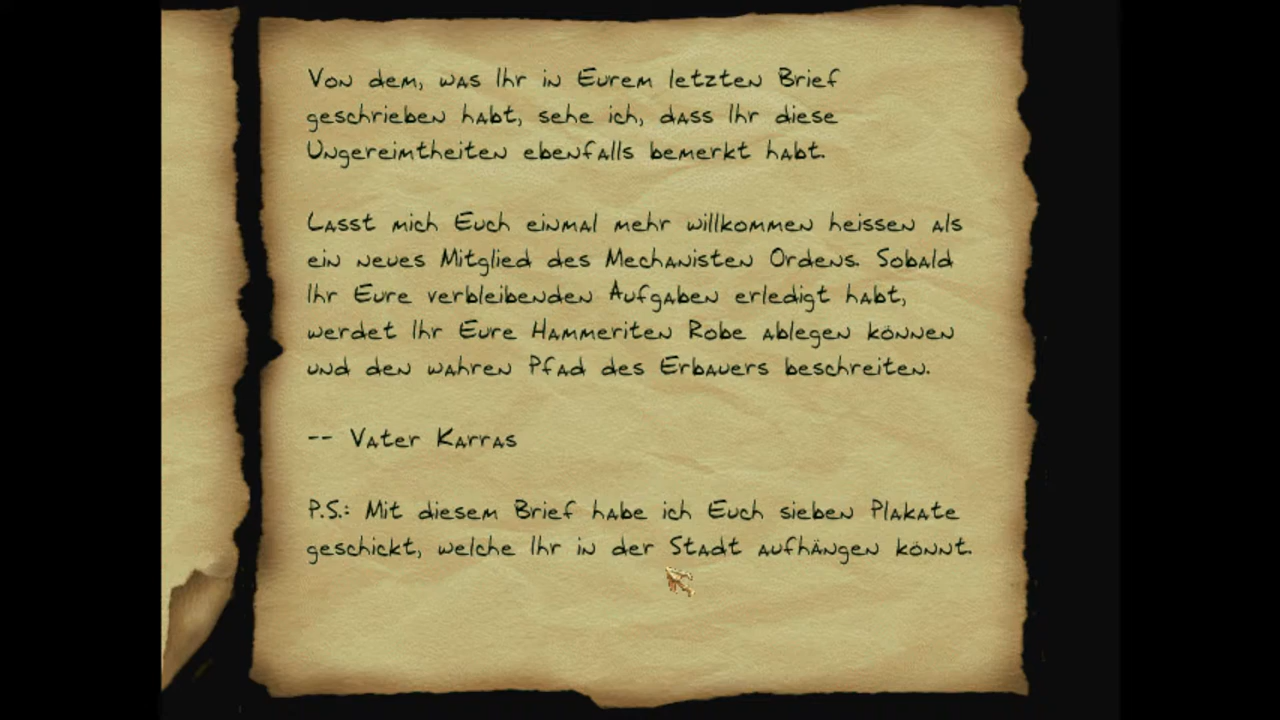 Von dem, was Ihr in Eurem letzten Brief
geschrieben habt, sehe ich, dass Ihr diese
Ungereimtheiten ebenfalls bemerkt habt.
Lasst mich Euch einmal mehr willkommen heissen als
ein neues Mitglied des Mechanisten Ordens. Sobald
Ihr Eure verbleibenden Aufgaben erledigt habt,
werdet Ihr Eure Hammeriten Robe ablegen können
und den wahren Pfad des Erbauers beschreiten.
-- Vater Karras
P.S.: Mit diesem Brief habe ich Euch sieben Plakate
geschickt, welche Ihr in der Stadt aufhängen könnt.